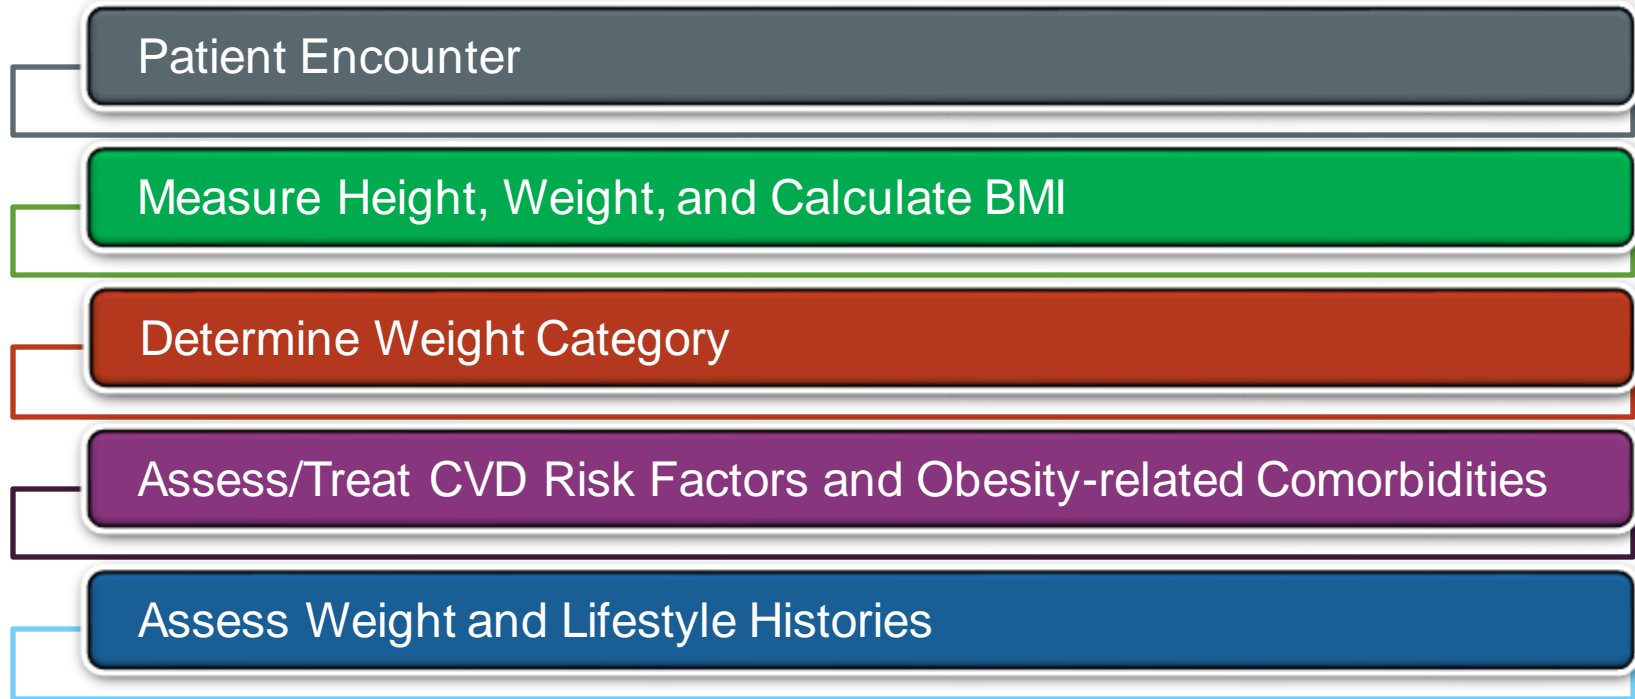 Patient Encounter
Measure Height, Weight, and Calculate BMI
Determine Weight Category
Assess/Treat CVD Risk Factors and Obesity-related Comorbidities
Assess Weight and Lifestyle Histories